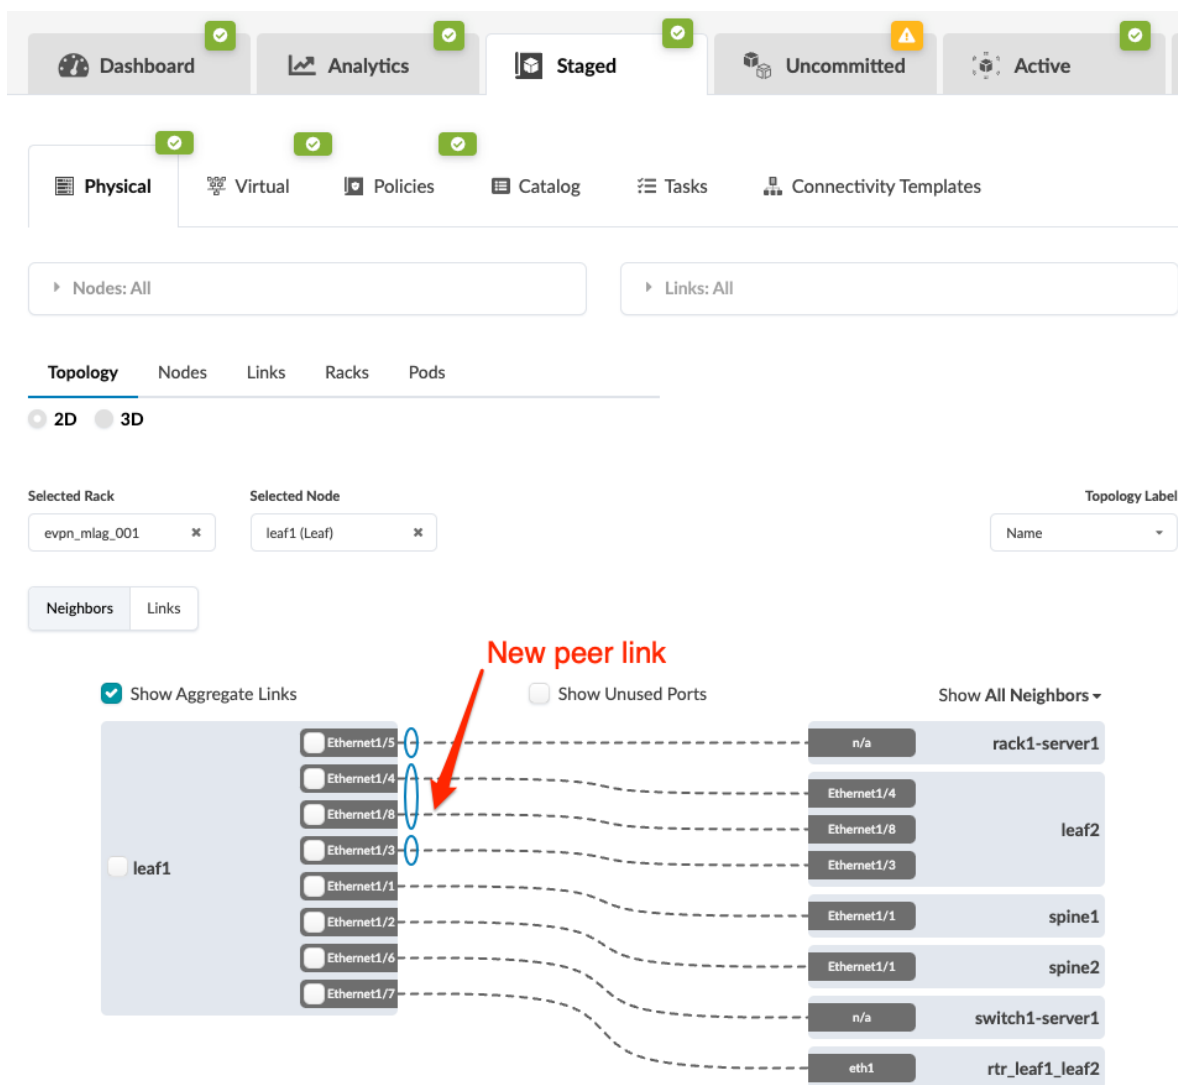 Dashboard Analytics Staged Uncommitted Active
Physical Virtual Policies Catalog Tasks Connectivity Templates
Nodes: All Links: All
Topology Nodes Links Racks Pods
2D 3D
Selected Rack Selected Node Topology Label
evpn_mlag_001 leaf1 (Leaf) Name
Neighbors Links
New peer link
Show Aggregate Links Show Unused Ports Show All Neighbors
Ethernet1/5 n/a rack1-server1
Ethernet1/4 Ethernet1/4
Ethernet1/8 Ethernet1/8 leaf2
Ethernet1/3 Ethernet1/3
leaf1
Ethernet1/1 Ethernet1/1 spine1
Ethernet1/2 Ethernet1/1 spine2
Ethernet1/6 n/a switch1-server1
Ethernet1/7 eth1 rtr_leaf1_leaf2